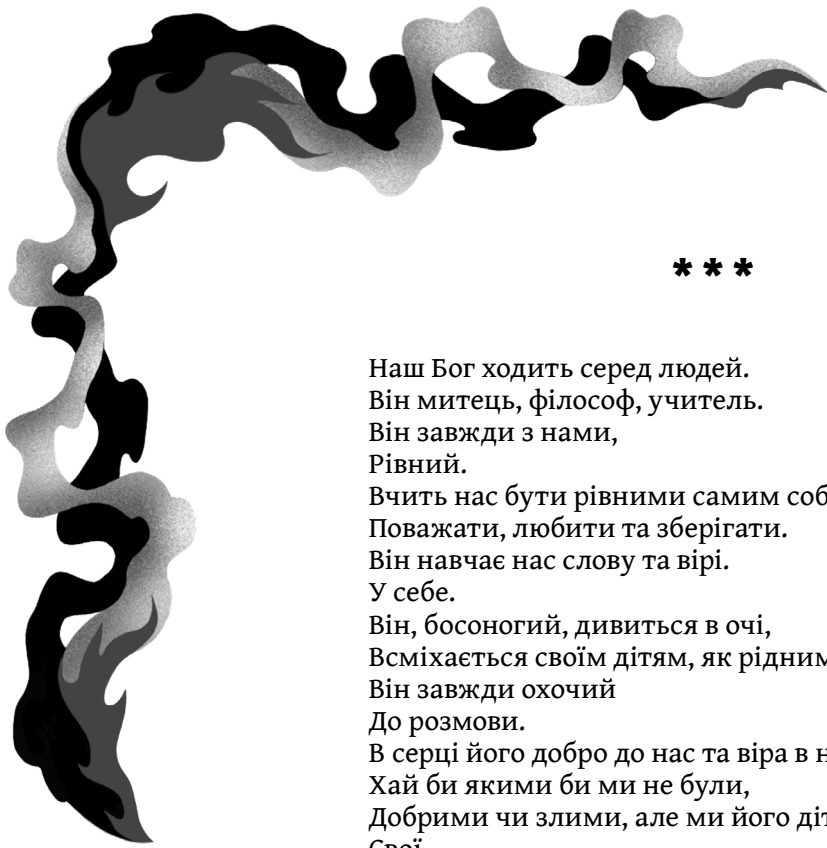 ***
Наш Бог ходить серед людей.
Він митець, філософ, учитель.
Він завжди з нами,
Рівний.
Вчить нас бути рівними самим
Поважати, любити та зберігати.
Він навчає нас слову та вірі.
У себе.
Він, босоногий, дивиться в очі,
Всміхається своїм дітям, як рідним
Він завжди охочий
До розмови.
В серці його добро до нас та віра в
Хай би якими би ми не були,
Добрими чи злими, але ми його